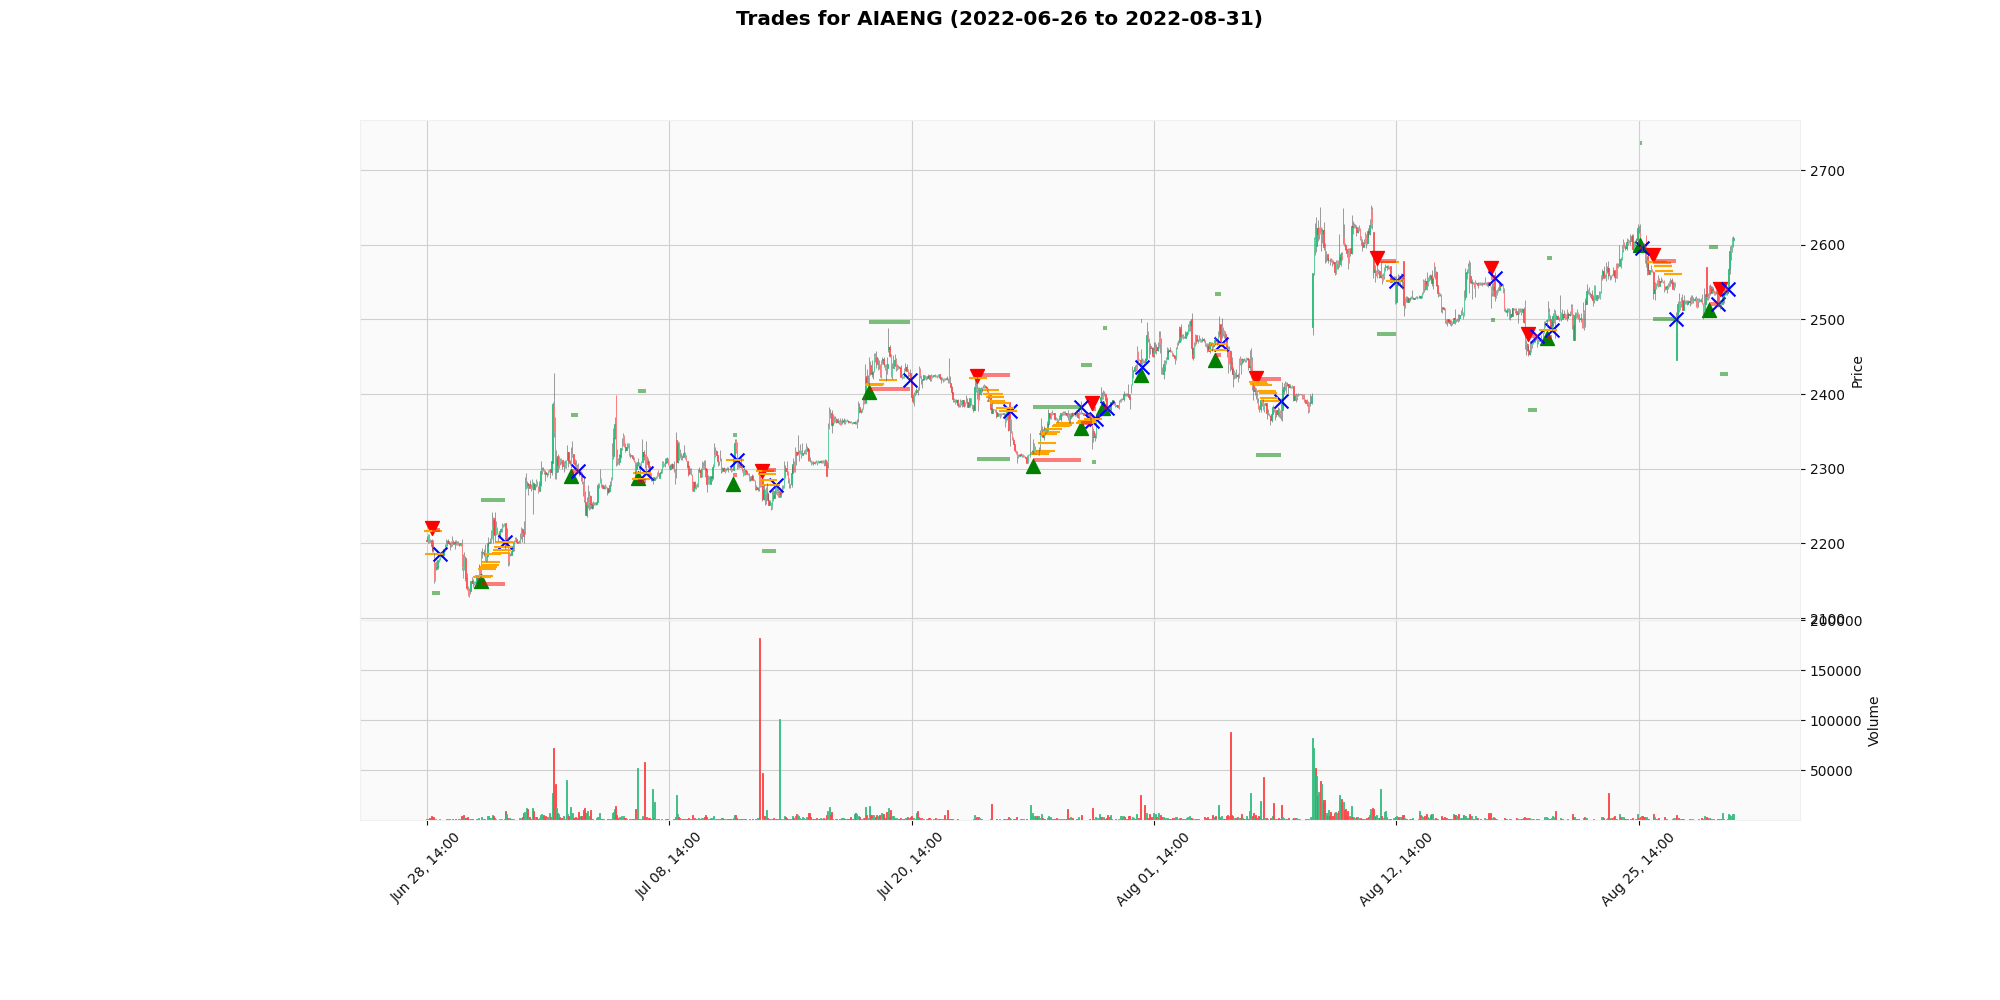 Trades for AIAENG (2022-06-26 to 2022-08-31)
2700
2600
2500
2400
2300
2200
2100
Price
200000
150000
100000
50000
Volume
Jun 28, 14:00
Jul 08, 14:00
Jul 20, 14:00
Aug 01, 14:00
Aug 12, 14:00
Aug 25, 14:00